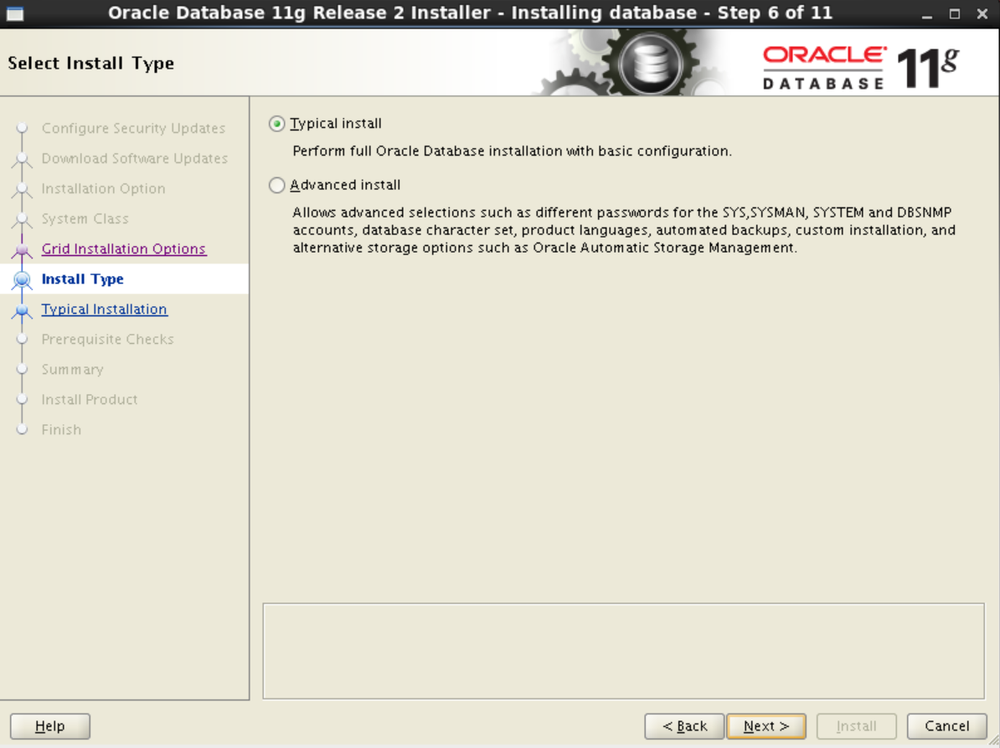 Oracle Database 11g Release 2 Installer - Installing database - Step 6 of 11
Select Install Type
ORACLE
DATABASE
11g
Configure Security Updates
Download Software Updates
Installation Option
System Class
Grid Installation Options
Install Type
Typical Installation
Prerequisite Checks
Summary
Install Product
Finish
Typical install
Perform full Oracle Database installation with basic configuration.
Advanced install
Allows advanced selections such as different passwords for the SYS,SYSMAN, SYSTEM and DBSNMP
accounts, database character set, product languages, automated backups, custom installation, and
alternative storage options such as Oracle Automatic Storage Management.
Help
< Back
Next >
Install
Cancel